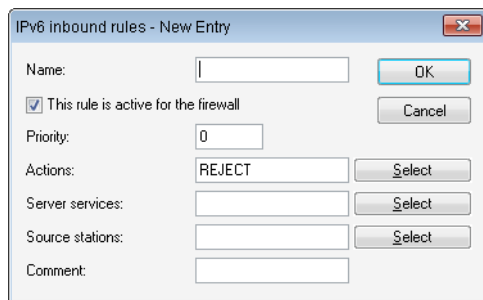 IPv6 inbound rules - New Entry
Name:
OK
This rule is active for the firewall
Cancel
Priority:
0
Actions:
REJECT
Select
Server services:
Select
Source stations:
Select
Comment: